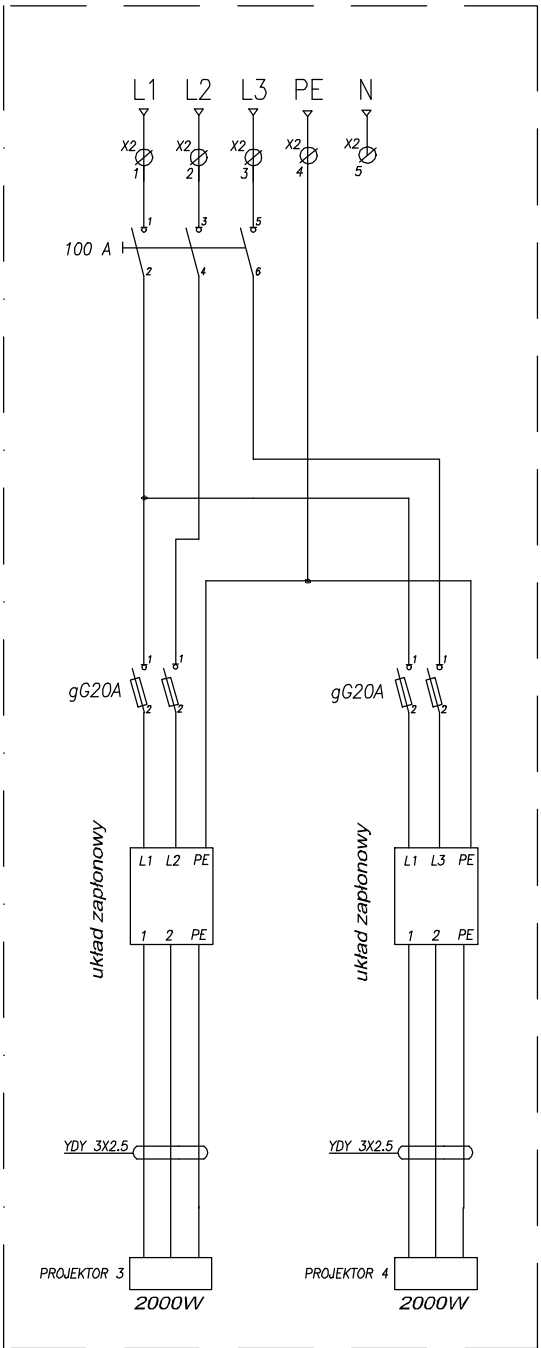 L1 L2 L3 PE N
X2 X2 X2 X2 X2
1 2 3 4 5
1 3 5
100 A
2 4 6
1 1 1 1
gG20A gG20A
2 2 2 2
układ zapłonowy układ zapłonowy
L1 L2 PE L1 L3 PE
1 2 PE 1 2 PE
YDY 3X2.5 YDY 3X2.5
PROJEKTOR 3 PROJEKTOR 4
2000W 2000W